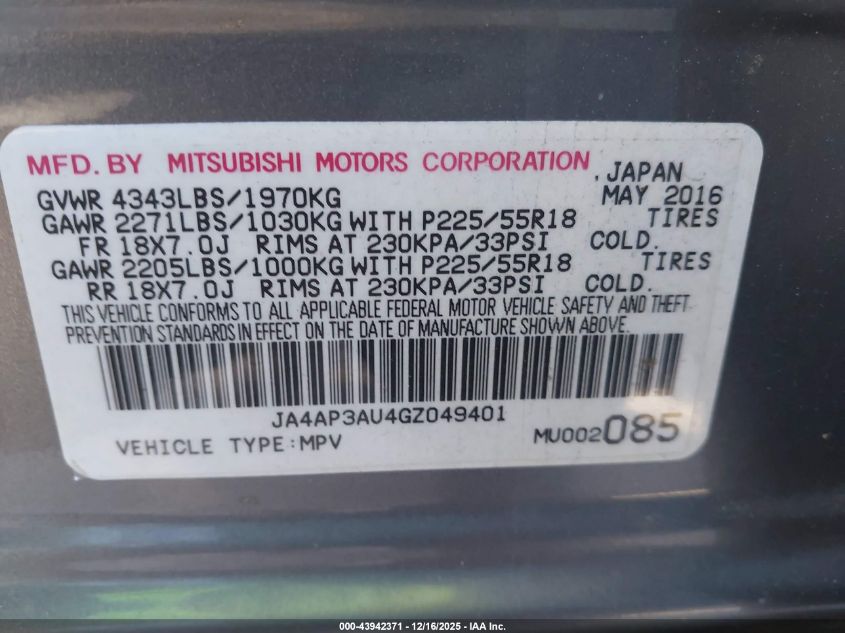 MFD. BY MITSUBISHI MOTORS CORPORATION , JAPAN
GVWR 4343LBS/1970KG MAY 2016
GAWR 2271LBS/1030KG WITH P225/55R18 TIRES
FR 18X7.0J RIMS AT 230KPA/33PSI COLD.
GAWR 2205LBS/1000KG WITH P225/55R18 TIRES
RR 18X7.0J RIMS AT 230KPA/33PSI COLD.
THIS VEHICLE CONFORMS TO ALL APPLICABLE FEDERAL MOTOR VEHICLE SAFETY AND THEFT
PREVENTION STANDARDS IN EFFECT ON THE DATE OF MANUFACTURE SHOWN ABOVE.
JA4AP3AU4GZ049401
VEHICLE TYPE:MPV MU002085
000-43942371 - 12/16/2025 - IAA Inc.